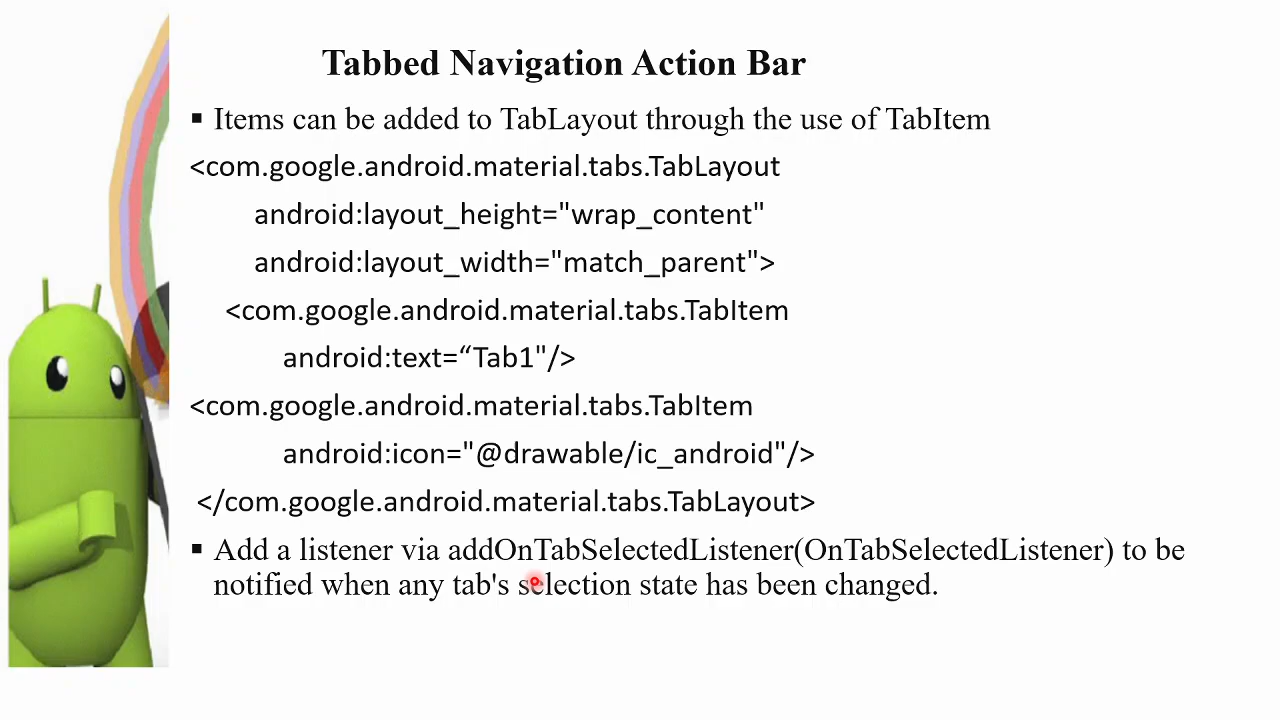 Tabbed Navigation Action Bar
▪ Items can be added to TabLayout through the use of TabItem
<com.google.android.material.tabs.TabLayout
android:layout_height="wrap_content"
android:layout_width="match_parent">
<com.google.android.material.tabs.TabItem
android:text=“Tab1"/>
<com.google.android.material.tabs.TabItem
android:icon="@drawable/ic_android"/>
</com.google.android.material.tabs.TabLayout>
▪ Add a listener via addOnTabSelectedListener(OnTabSelectedListener) to be
notified when any tab's selection state has been changed.